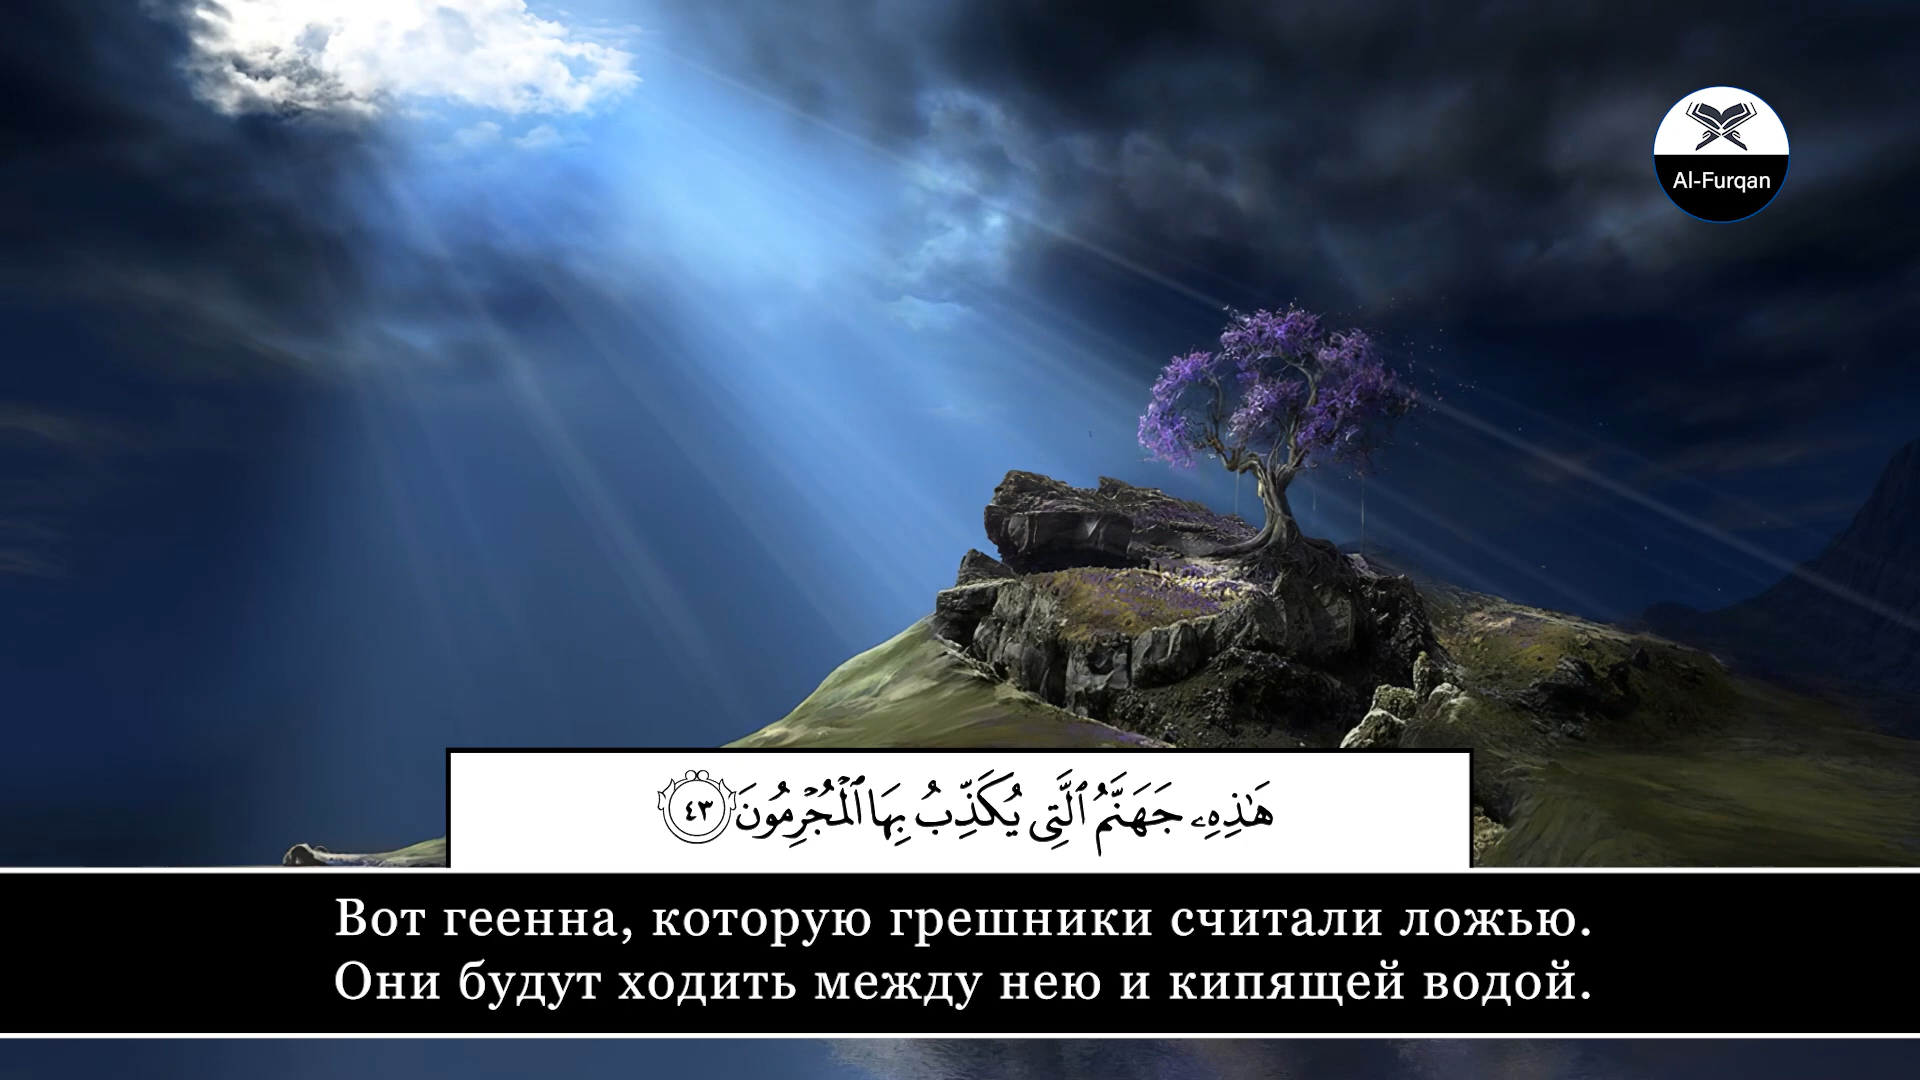 Al-Furqan
هَٰذِهِۦ جَهَنَّمُ ٱلَّتِى يُكَذِّبُ بِهَا ٱلْمُجْرِمُونَ ٤٣
Вот геенна, которую грешники считали ложью.
Они будут ходить между нею и кипящей водой.